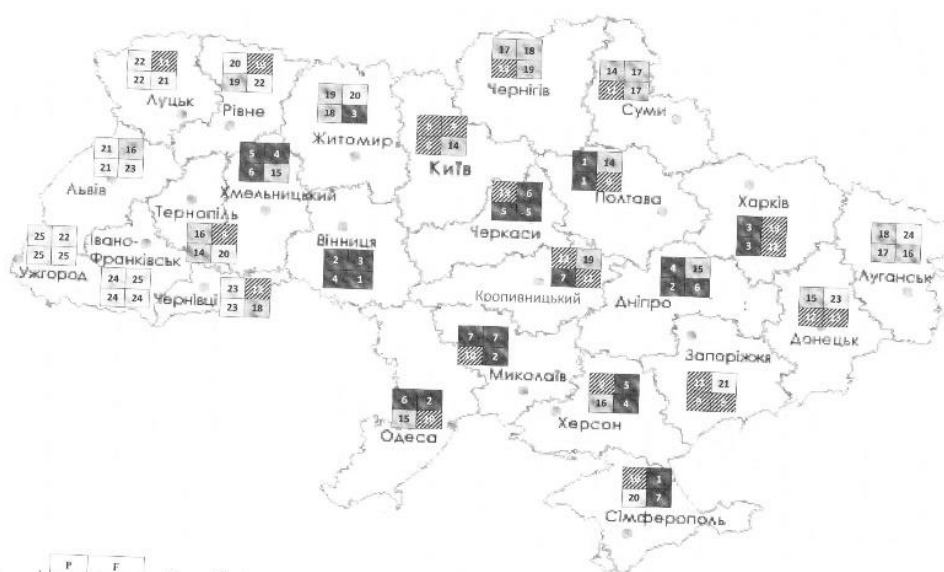 17 18
19
Чернігів
22
22 21
Луцьк
20
19 22
Рівне
19 20
18 3
Житомир
14
Київ
14 17
17
Суми
21 16
21 23
Львів
5 4
6 15
Хмельницький
1 14
1
Полтава
6
5 5
Черкаси
Харків
3
3
18 24
17 16
Луганськ
Тернопіль
16
14 20
25 22
25 25
Ужгород
Івано-
Франківськ
24 25
24 24
Вінниця
2 3
4 1
23
23 18
Чернівці
19
7
Кропивницький
4 15
2 6
Дніпро
15 23
Донецьк
7 7
10 2
Миколаїв
Запоріжжя
21
6 2
15
Одеса
5
16 4
Херсон
1
20 7
Сімферополь
P F